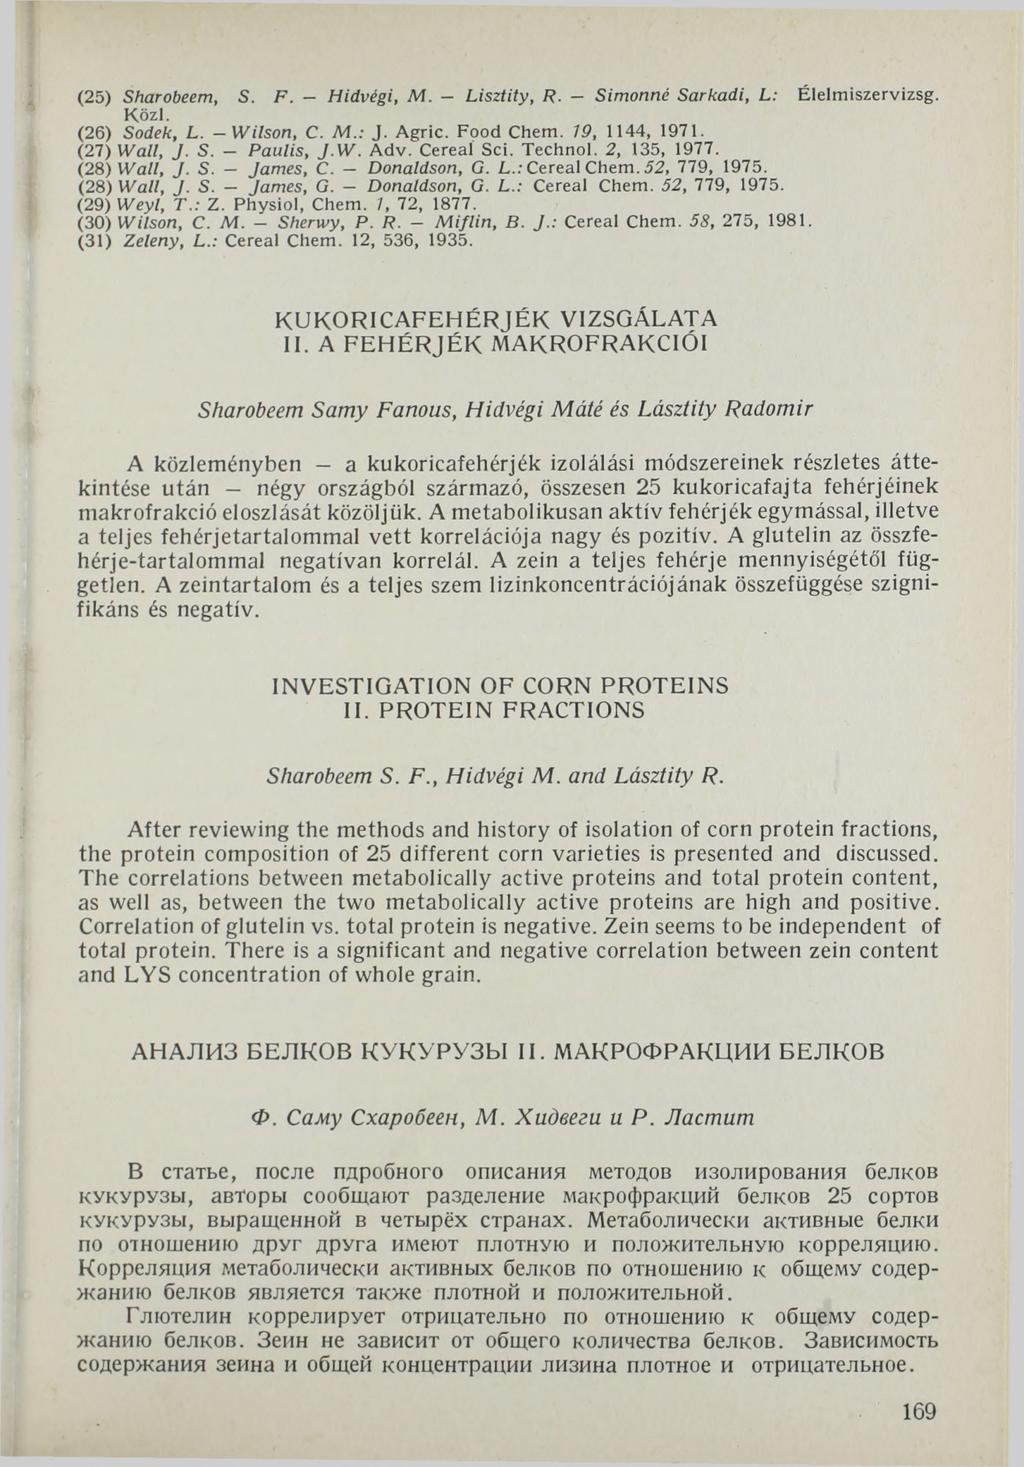 (25) Sharobeem, S. F. — Hidvégi, M. — Lisztity, R. — Simonné Sarkadi, L: Élelmiszervizsg.
Közl.
(26) Sodek, L. — Wilson, C. M.: J. Agric. Food Chem. 19, 1144, 1971.
(27) Wall, J. S. — Paulis, J.W. Adv. Cereal Sci. Technol. 2, 135, 1977.
(28) Wall, J. S. — James, C. — Donaldson, G. L.: Cereal Chem. 52, 779, 1975.
(28) Wall, J. S. — James, G. — Donaldson, G. L.: Cereal Chem. 52, 779, 1975.
(29) Weyl, T.: Z. Physiol, Chem. 1, 72, 1877.
(30) Wilson, C. M. — Sherwy, P. R. — Miflin, B. J.: Cereal Chem. 58, 275, 1981.
(31) Zeleny, L.: Cereal Chem. 12, 536, 1935.
KUKORICAFEHÉRJÉK VIZSGÁLATA
II. A FEHÉRJÉK MAKROFRAKCIÓI
Sharobeem Samy Fanous, Hidvégi Máté és Lásztity Radomir
A közleményben — a kukoricafehérjék izolálási módszereinek részletes átte-
kintése után — négy országból származó, összesen 25 kukoricafajta fehérjéinek
makrofrakció eloszlását közöljük. A metabolikusan aktív fehérjék egymással, illetve
a teljes fehérjetartalommal vett korrelációja nagy és pozitív. A glutelin az összfe-
hérje-tartalommal negatívan korrelál. A zein a teljes fehérje mennyiségétől füg-
getlen. A zeintartalom és a teljes szem lizinkoncentrációjának összefüggése szigni-
fikáns és negatív.
INVESTIGATION OF CORN PROTEINS
II. PROTEIN FRACTIONS
Sharobeem S. F., Hidvégi M. and Lásztity R.
After reviewing the methods and history of isolation of corn protein fractions,
the protein composition of 25 different corn varieties is presented and discussed.
The correlations between metabolically active proteins and total protein content,
as well as, between the two metabolically active proteins are high and positive.
Correlation of glutelin vs. total protein is negative. Zein seems to be independent of
total protein. There is a significant and negative correlation between zein content
and LYS concentration of whole grain.
АНАЛИЗ БЕЛКОВ КУКУРУЗЫ II. МАКРОФРАКЦИИ БЕЛКОВ
Ф. Саму Схаробеен, М. Хидвеги и Р. Ластит
В статье, после пдробного описания методов изолирования белков
кукурузы, авторы сообщают разделение макрофракций белков 25 сортов
кукурузы, выращенной в четырёх странах. Метаболически активные белки
по отношению друг друга имеют плотную и положительную корреляцию.
Корреляция метаболически активных белков по отношению к общему содер-
жанию белков является также плотной и положительной.
Глютелин коррелирует отрицательно по отношению к общему содер-
жанию белков. Зеин не зависит от общего количества белков. Зависимость
содержания зеина и общей концентрации лизина плотное и отрицательное.
169